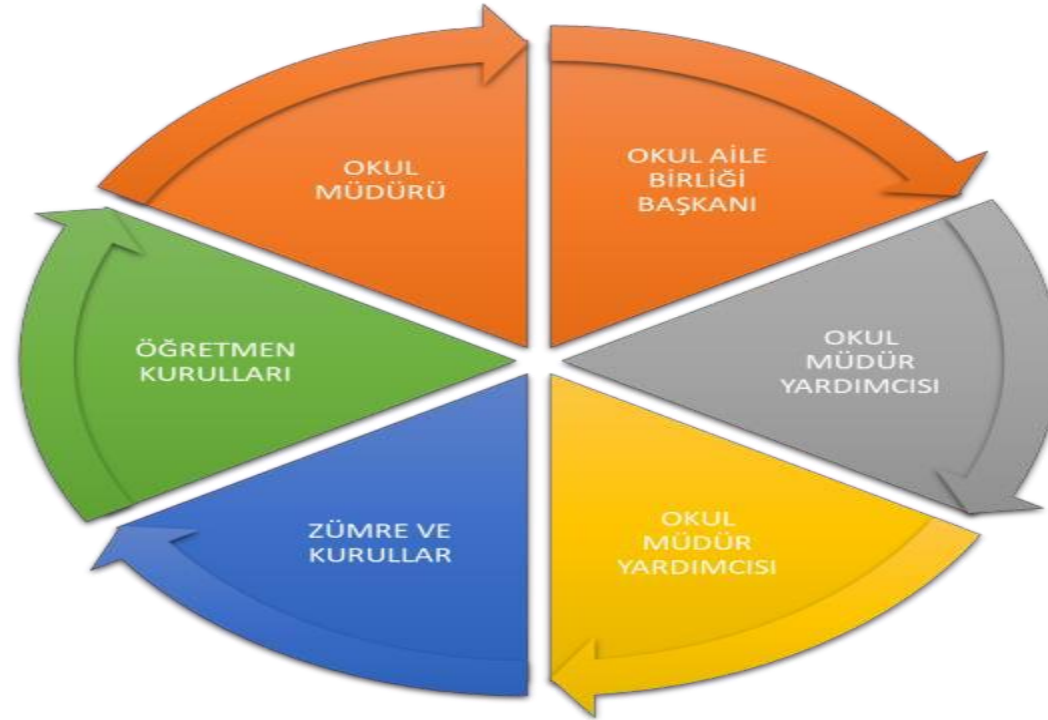 OKUL
MÜDÜRÜ
OKUL AİLE
BİRLİĞİ
BAŞKANI
OKUL
MÜDÜR
YARDIMCISI
OKUL
MÜDÜR
YARDIMCISI
ZÜMRE VE
KURULLAR
ÖĞRETMEN
KURULLARI